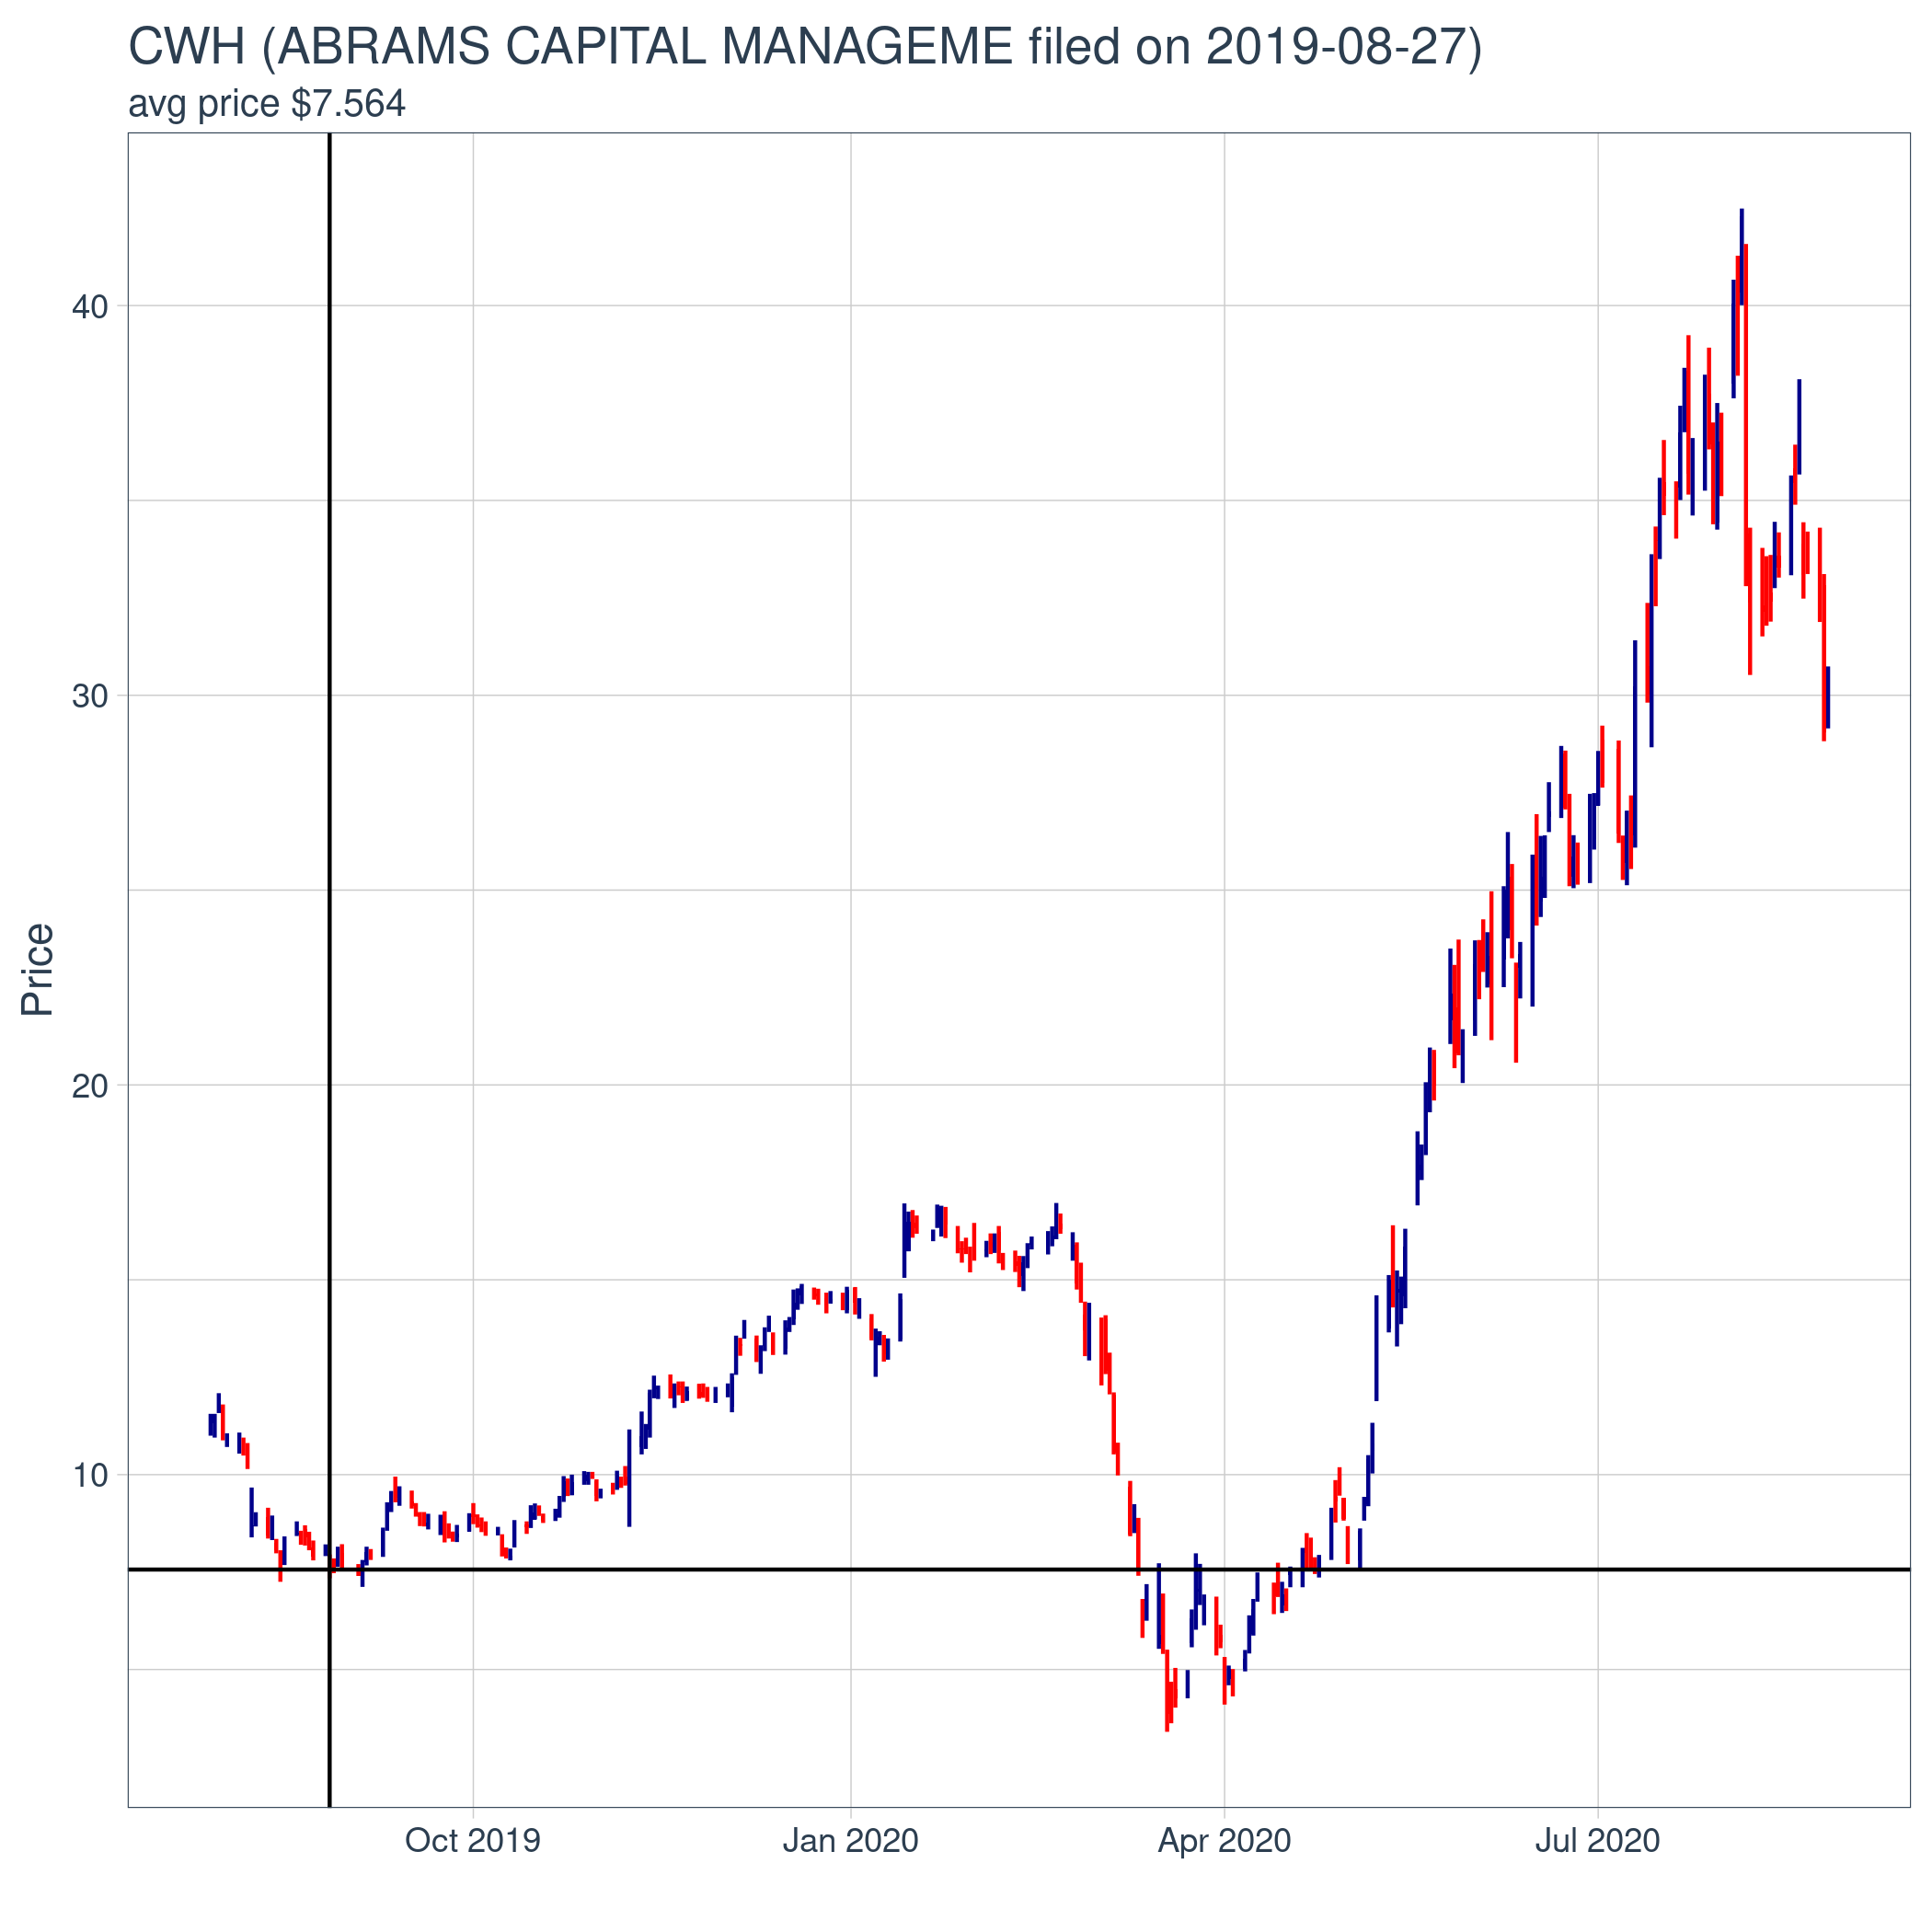 CWH (ABRAMS CAPITAL MANAGEME filed on 2019-08-27)
avg price $7.564
40
30
20
10
Price
Oct 2019
Jan 2020
Apr 2020
Jul 2020